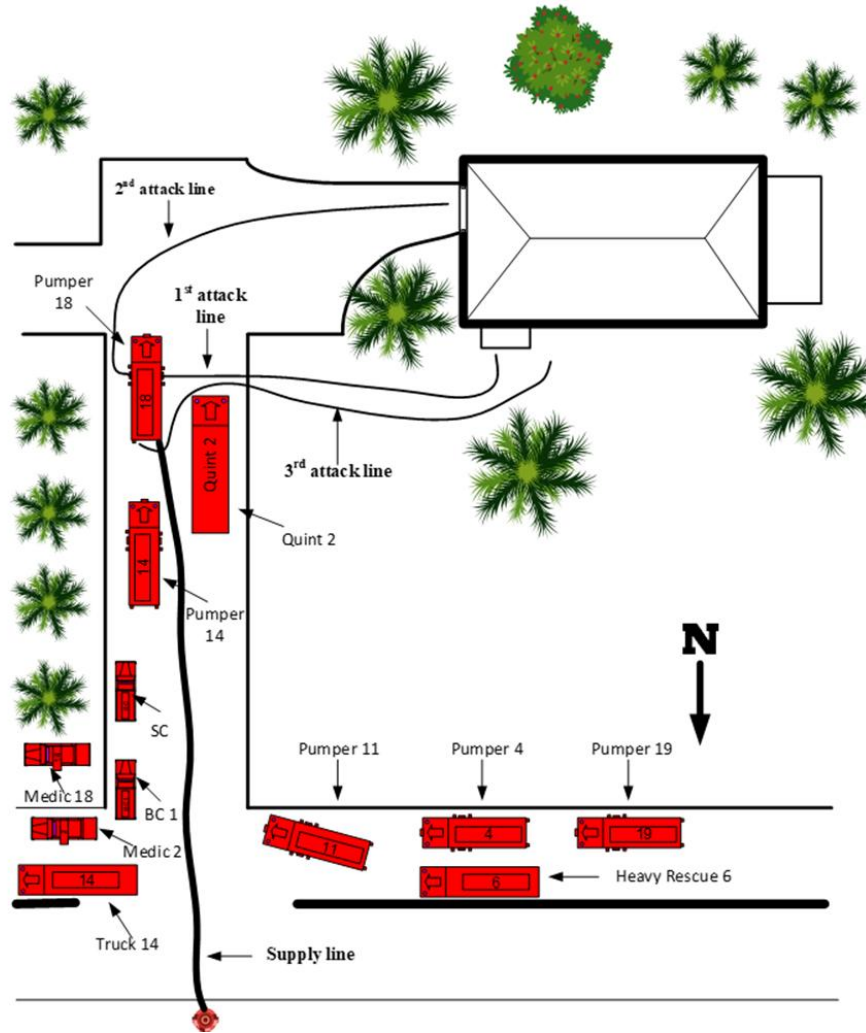 2nd attack line
Pumper
18
1st attack
line
18
Quint 2
3rd attack line
Quint 2
14
Pumper
14
N
SC
Medic 18
BC 1
Medic 2
Pumper 11
Pumper 4
Pumper 19
11
4
19
14
6
Heavy Rescue 6
Truck 14
Supply line